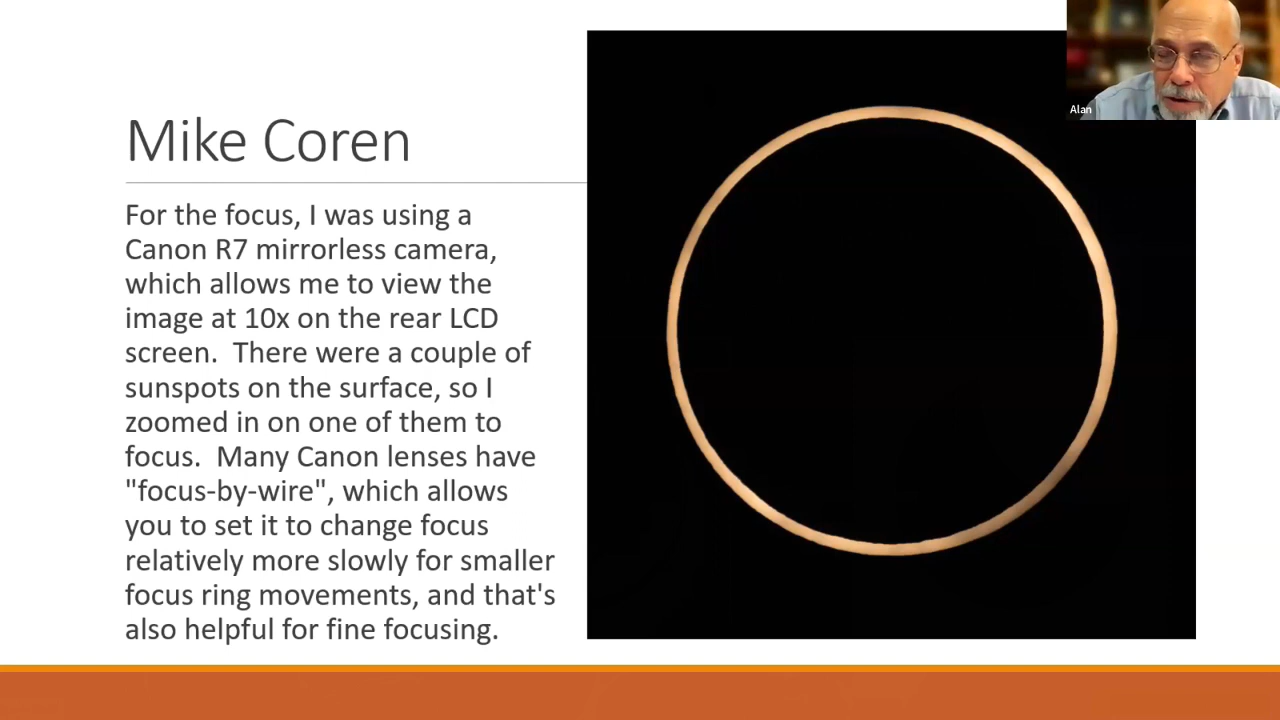 Alan
Mike Coren
For the focus, I was using a
Canon R7 mirrorless camera,
which allows me to view the
image at 10x on the rear LCD
screen.  There were a couple of
sunspots on the surface, so I
zoomed in on one of them to
focus.  Many Canon lenses have
"focus-by-wire", which allows
you to set it to change focus
relatively more slowly for smaller
focus ring movements, and that's
also helpful for fine focusing.